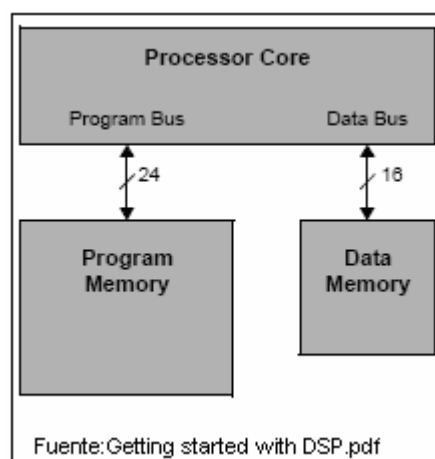 Processor Core
Program Bus Data Bus
24 16
Program Data
Memory Memory
Fuente:Getting started with DSP.pdf